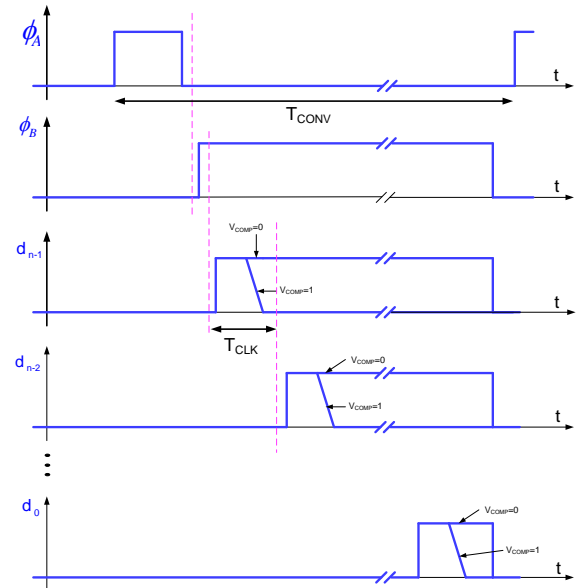 ϕA
t
TCONV
ϕB
t
VCOMP=0
dn-1
VCOMP=1
t
TCLK
dn-2
VCOMP=0
VCOMP=1
t
d0
VCOMP=0
VCOMP=1
t